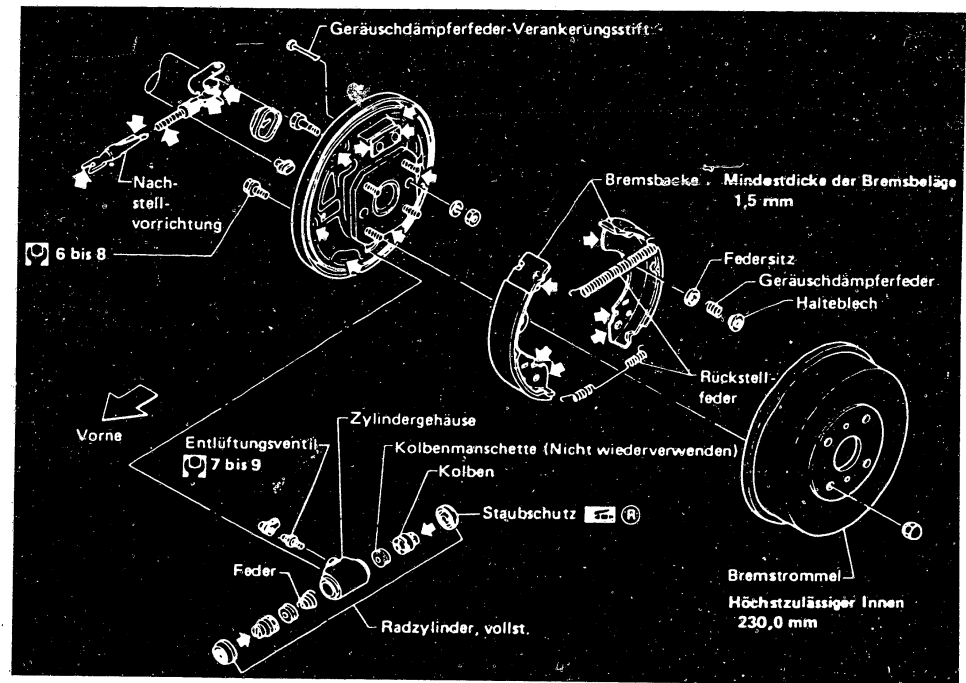 Geräuschdämpferfeder-Verankerungsstift
Nach-
stell-
vorrichtung
6 bis 8
Bremsbacke
Mindestdicke der Bremsbeläge
1,5 mm
Federsitz
Geräuschdämpferfeder
Halteblech
Rückstell-
feder
Vorne
Zylindergehäuse
Entlüftungsventil
7 bis 9
Kolbenmanschette (Nicht wiederverwenden)
Kolben
Staubschutz R
Feder
Radzylinder, vollst.
Bremstrommel
Höchstzulässiger Innen
230,0 mm